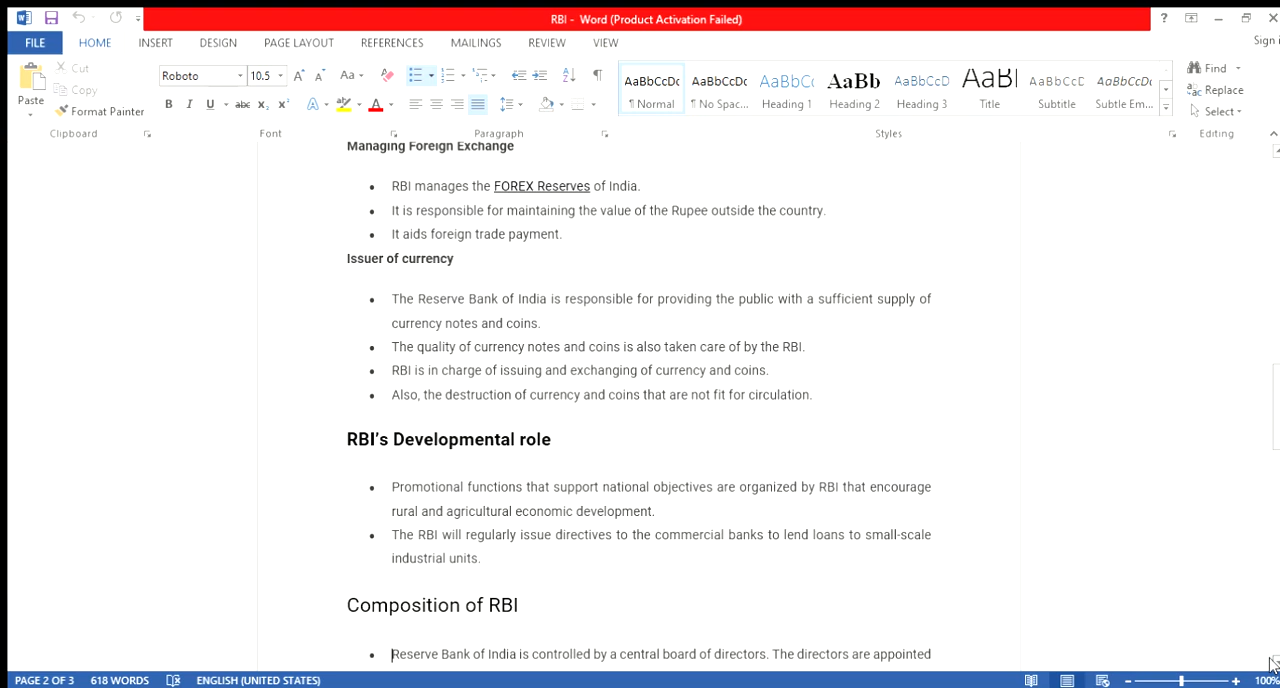 RBI - Word (Product Activation Failed)
FILE HOME INSERT DESIGN PAGE LAYOUT REFERENCES MAILINGS REVIEW VIEW
Sign i
Paste
Cut
Copy
Format Painter
Clipboard
Roboto 10.5
Font
Paragraph
AaBbCcDc AaBbCcDc AaBbC AaBb AaBbCcD AaB AaBbCcD AaBbCcDc
¶ Normal ¶ No Spac... Heading 1 Heading 2 Heading 3 Title Subtitle Subtle Em...
Styles
Find
Replace
Select
Editing
Managing Foreign Exchange
• RBI manages the FOREX Reserves of India.
• It is responsible for maintaining the value of the Rupee outside the country.
• It aids foreign trade payment.
Issuer of currency
• The Reserve Bank of India is responsible for providing the public with a sufficient supply of
currency notes and coins.
• The quality of currency notes and coins is also taken care of by the RBI.
• RBI is in charge of issuing and exchanging of currency and coins.
• Also, the destruction of currency and coins that are not fit for circulation.
RBI's Developmental role
• Promotional functions that support national objectives are organized by RBI that encourage
rural and agricultural economic development.
• The RBI will regularly issue directives to the commercial banks to lend loans to small-scale
industrial units.
Composition of RBI
• Reserve Bank of India is controlled by a central board of directors. The directors are appointed
PAGE 2 OF 3 618 WORDS ENGLISH (UNITED STATES) 100%